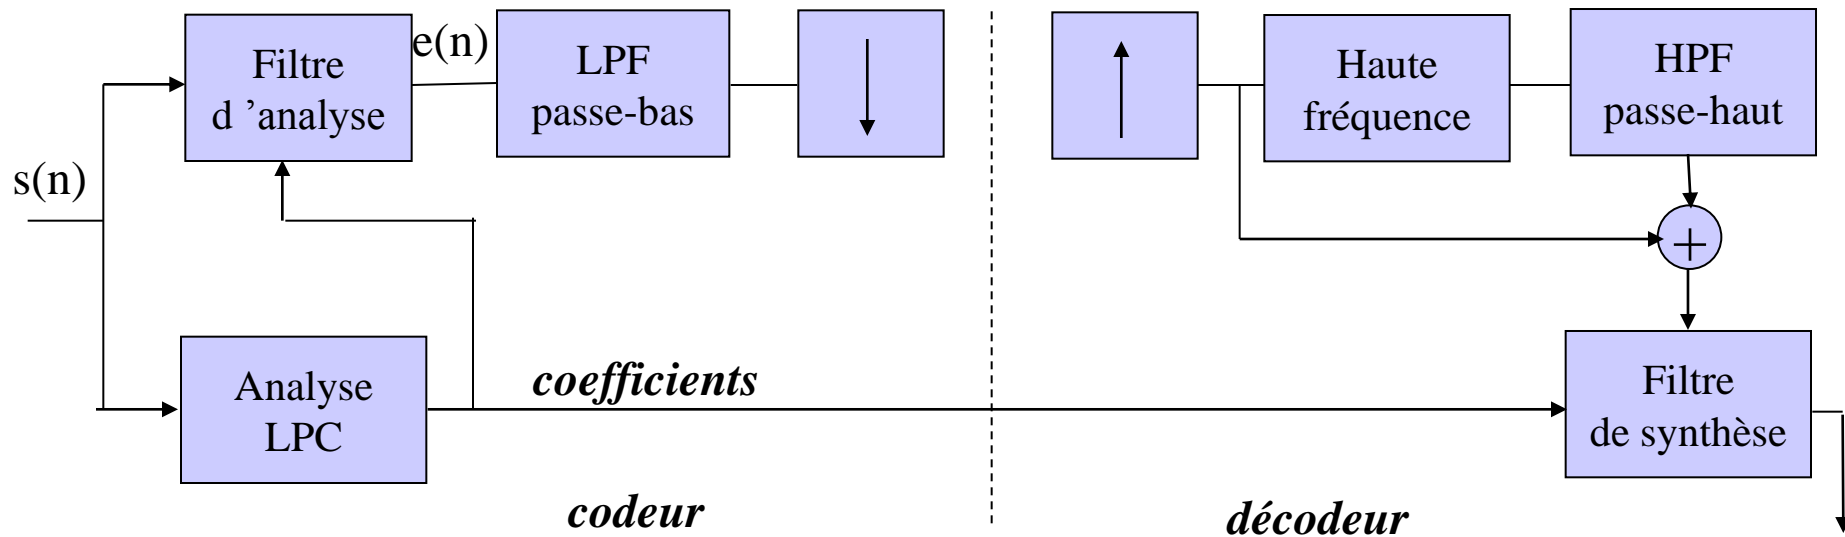 s(n)
Filtre
d ’analyse
e(n)
LPF
passe-bas
Haute
fréquence
HPF
passe-haut
+
Analyse
LPC
coefficients
Filtre
de synthèse
codeur
décodeur